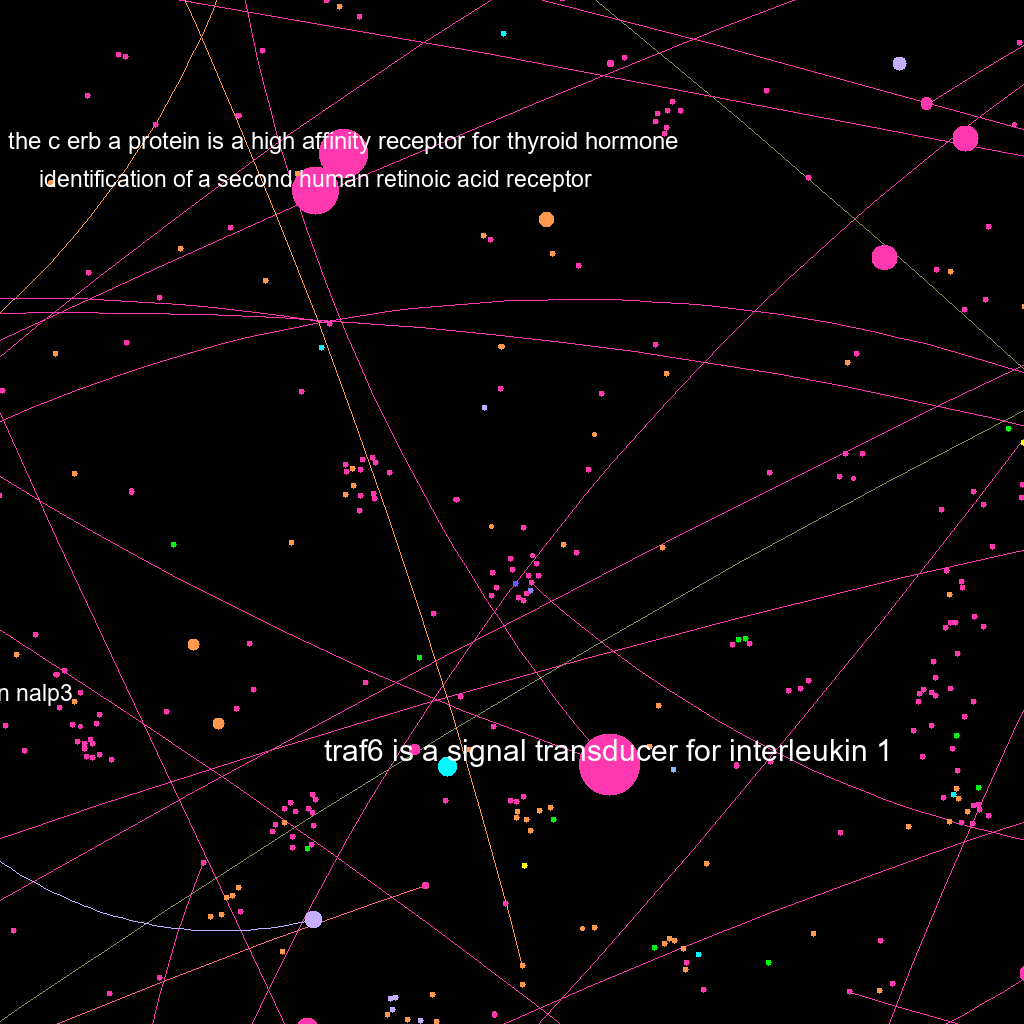 the c erb a protein is a high affinity receptor for thyroid hormone
identification of a second human retinoic acid receptor
n nalp3
traf6 is a signal transducer for interleukin 1